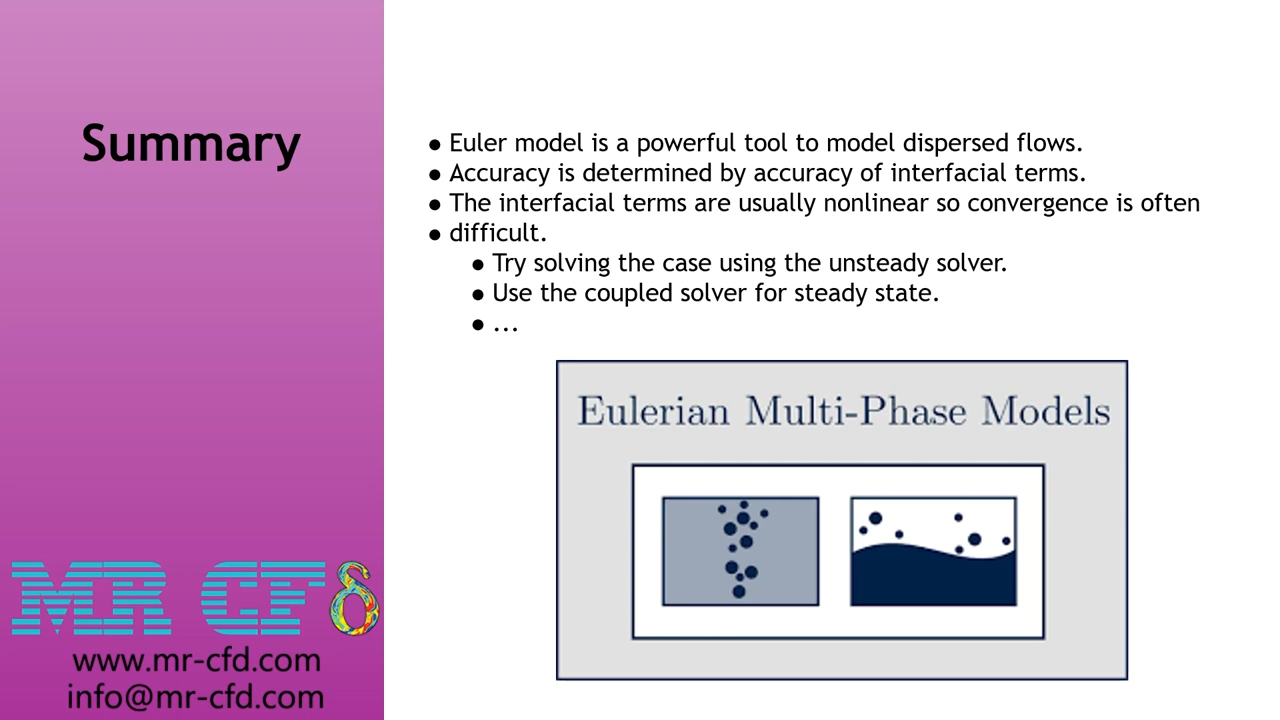 Summary
● Euler model is a powerful tool to model dispersed flows.
● Accuracy is determined by accuracy of interfacial terms.
● The interfacial terms are usually nonlinear so convergence is often
● difficult.
● Try solving the case using the unsteady solver.
● Use the coupled solver for steady state.
● ...
Eulerian Multi-Phase Models
MR CFδ
www.mr-cfd.com
info@mr-cfd.com